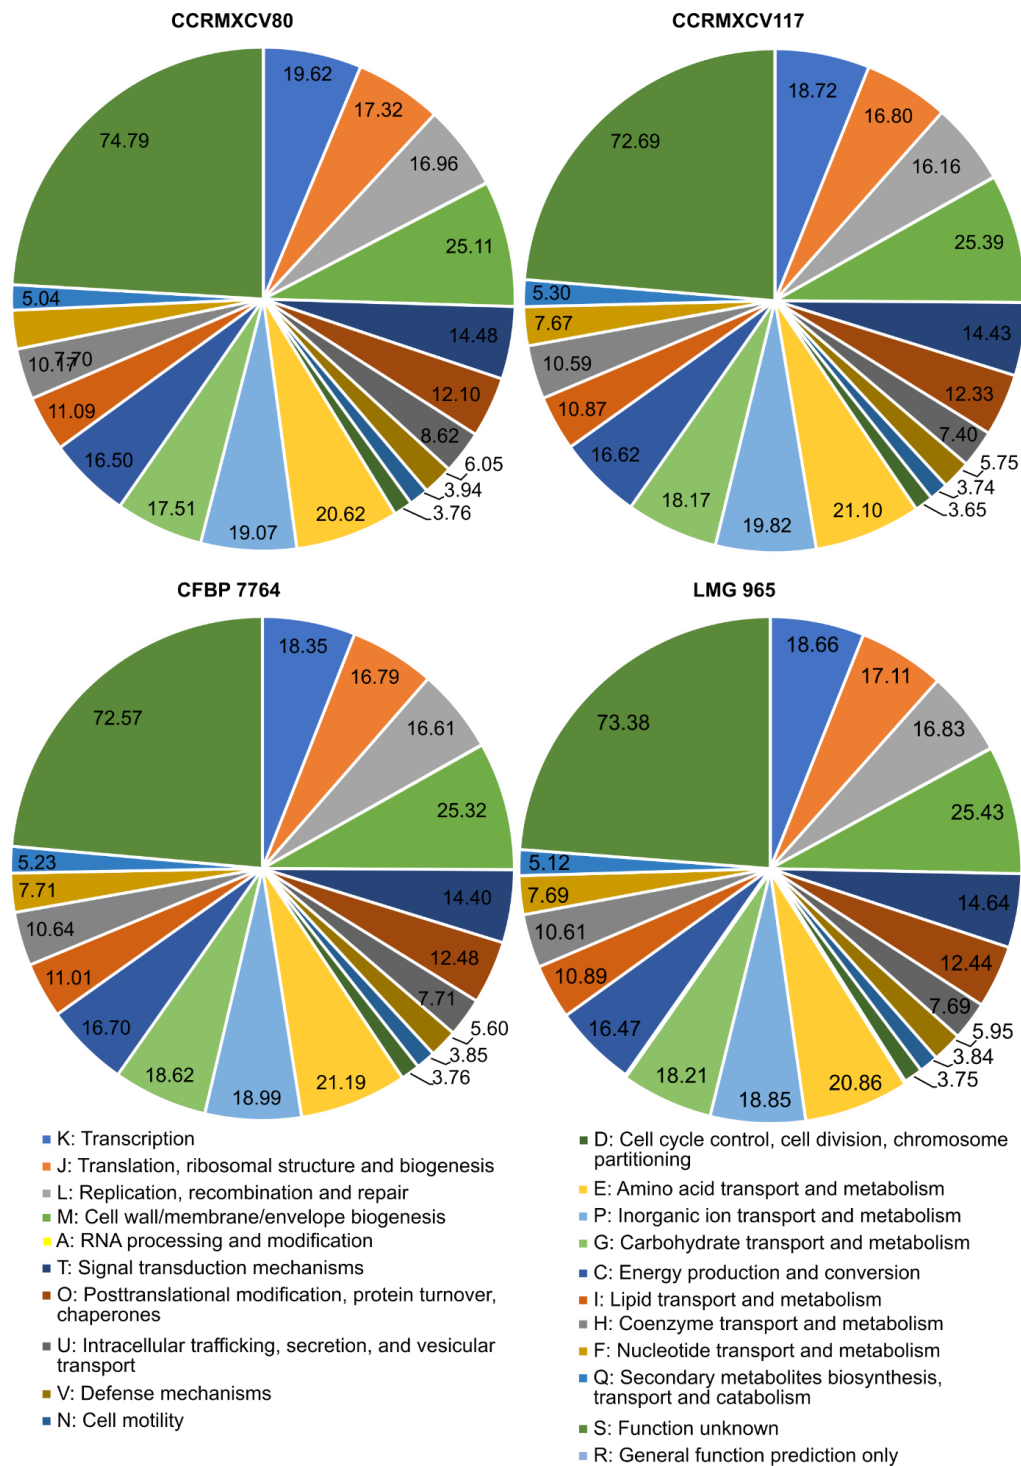 CCRMXCV80
19.62
17.32
16.96
25.11
14.48
12.10
8.62
6.05
3.94
3.76
20.62
19.07
17.51
16.50
11.09
10.17
7.70
5.04
74.79
CCRMXCV117
18.72
16.80
16.16
25.39
14.43
12.33
7.40
5.75
3.74
3.65
21.10
19.82
18.17
16.62
10.87
10.59
7.67
5.30
72.69
CFBP 7764
18.35
16.79
16.61
25.32
14.40
12.48
7.71
5.60
3.85
3.76
21.19
18.99
18.62
16.70
11.01
10.64
7.71
5.23
72.57
LMG 965
18.66
17.11
16.83
25.43
14.64
12.44
7.69
5.95
3.84
3.75
20.86
18.85
18.21
16.47
10.89
10.61
7.69
5.12
73.38
K: Transcription
J: Translation, ribosomal structure and biogenesis
L: Replication, recombination and repair
M: Cell wall/membrane/envelope biogenesis
A: RNA processing and modification
T: Signal transduction mechanisms
O: Posttranslational modification, protein turnover,
chaperones
U: Intracellular trafficking, secretion, and vesicular
transport
V: Defense mechanisms
N: Cell motility
D: Cell cycle control, cell division, chromosome
partitioning
E: Amino acid transport and metabolism
P: Inorganic ion transport and metabolism
G: Carbohydrate transport and metabolism
C: Energy production and conversion
I: Lipid transport and metabolism
H: Coenzyme transport and metabolism
F: Nucleotide transport and metabolism
Q: Secondary metabolites biosynthesis,
transport and catabolism
S: Function unknown
R: General function prediction only